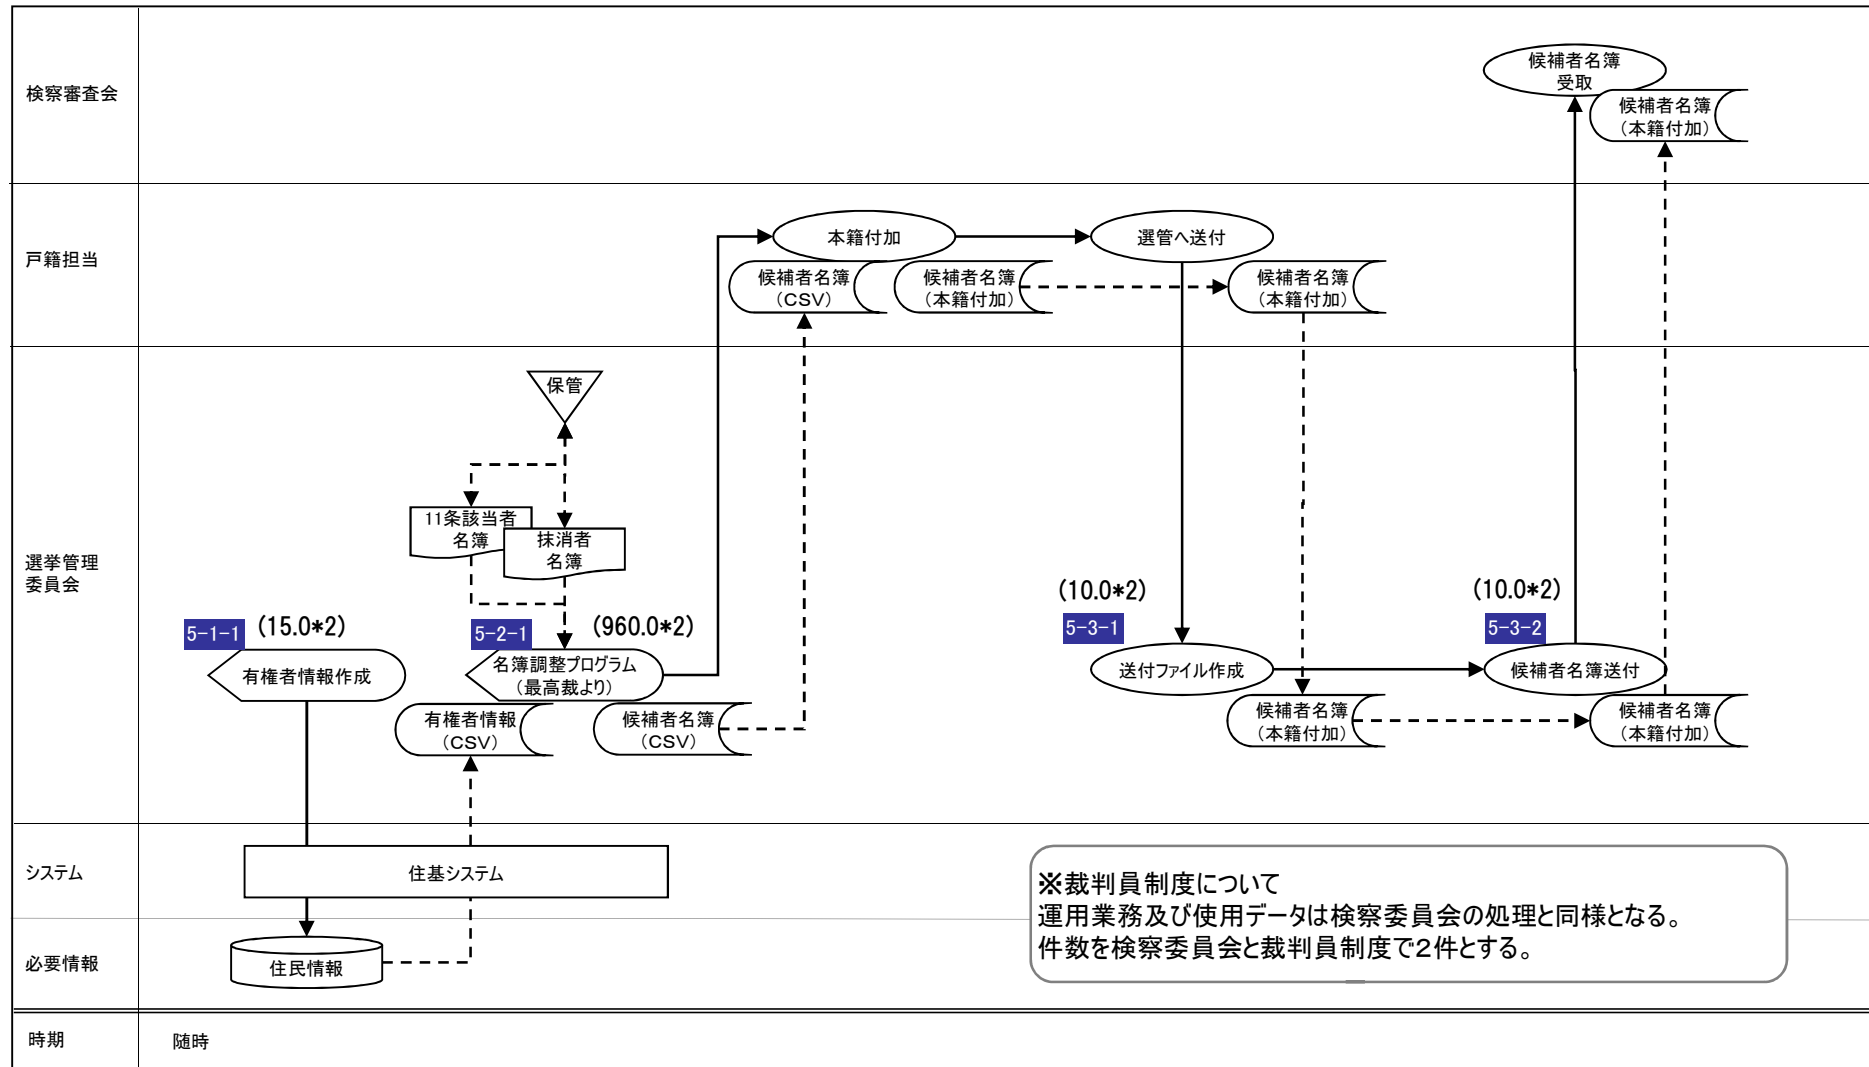 検察審査会
候補者名簿
受取
候補者名簿
(本籍付加)
戸籍担当
本籍付加
選管へ送付
候補者名簿
(CSV)
候補者名簿
(本籍付加)
候補者名簿
(本籍付加)
選挙管理
委員会
保管
11条該当者
名簿
抹消者
名簿
5-1-1
(15.0*2)
有権者情報作成
5-2-1
(960.0*2)
名簿調整プログラム
(最高裁より)
有権者情報
(CSV)
候補者名簿
(CSV)
(10.0*2)
5-3-1
送付ファイル作成
候補者名簿
(本籍付加)
(10.0*2)
5-3-2
候補者名簿送付
候補者名簿
(本籍付加)
システム
住基システム
必要情報
住民情報
※裁判員制度について
運用業務及び使用データは検察委員会の処理と同様となる。
件数を検察委員会と裁判員制度で2件とする。
時期
随時